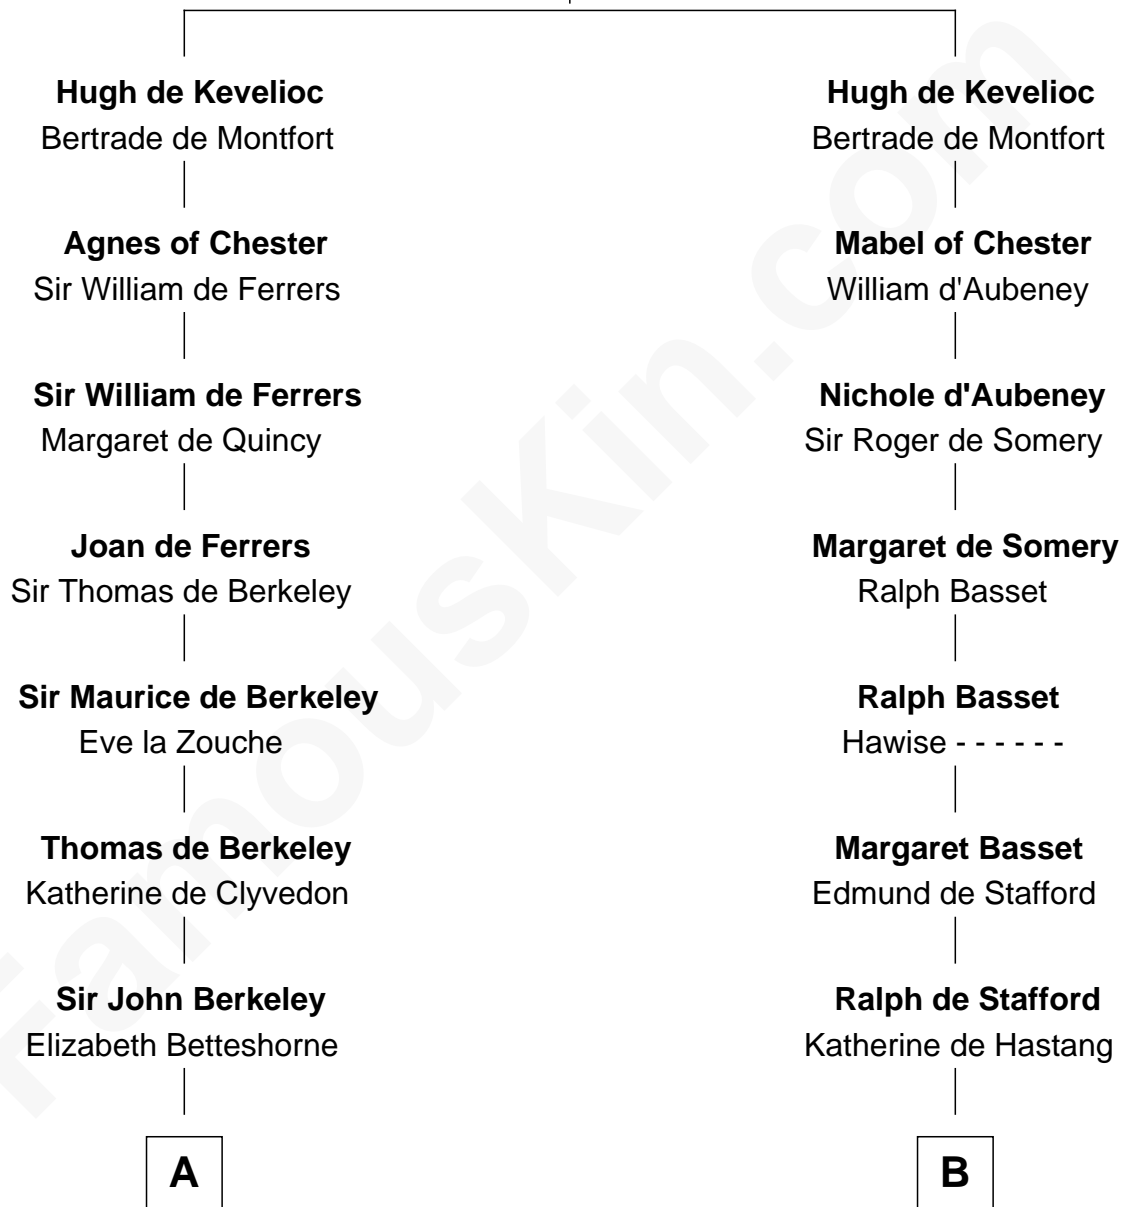 Hugh de Kevelioc
Bertrade de Montfort
Agnes of Chester
Sir William de Ferrers
Sir William de Ferrers
Margaret de Quincy
Joan de Ferrers
Sir Thomas de Berkeley
Sir Maurice de Berkeley
Eve la Zouche
Thomas de Berkeley
Katherine de Clyvedon
Sir John Berkeley
Elizabeth Betteshorne
A
Hugh de Kevelioc
Bertrade de Montfort
Mabel of Chester
William d'Aubeney
Nichole d'Aubeney
Sir Roger de Somery
Margaret de Somery
Ralph Basset
Ralph Basset
Hawise - - - - - -
Margaret Basset
Edmund de Stafford
Ralph de Stafford
Katherine de Hastang
B
FamousKin.com